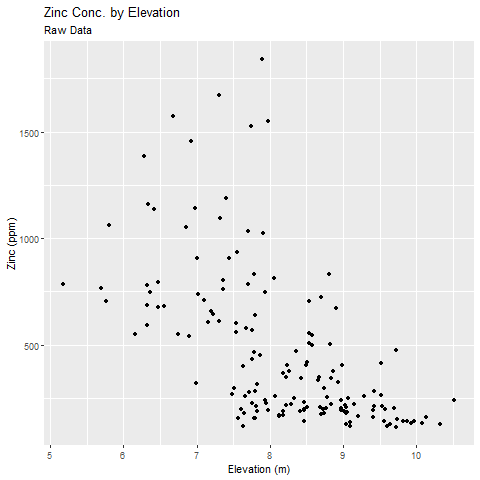 Zinc Conc. by Elevation
Raw Data
Zinc (ppm)
1500
1000
500
5
6
7
8
9
10
Elevation (m)